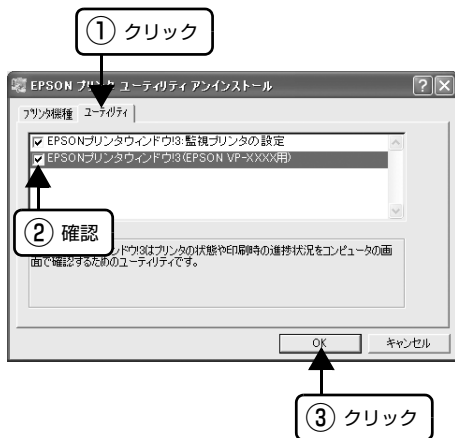 ① クリック
EPSON プリンタ ユーティリティ アンインストール
プリンタ機種 ユーティリティ
EPSONプリンタウィンドウ!3:監視プリンタの設定
EPSONプリンタウィンドウ!3(EPSON VP-XXXX用)
② 確認
ンドウ!3はプリンタの状態や印刷時の進捗状況をコンピュータの画
面で確認するためのユーティリティです。
OK キャンセル
③ クリック